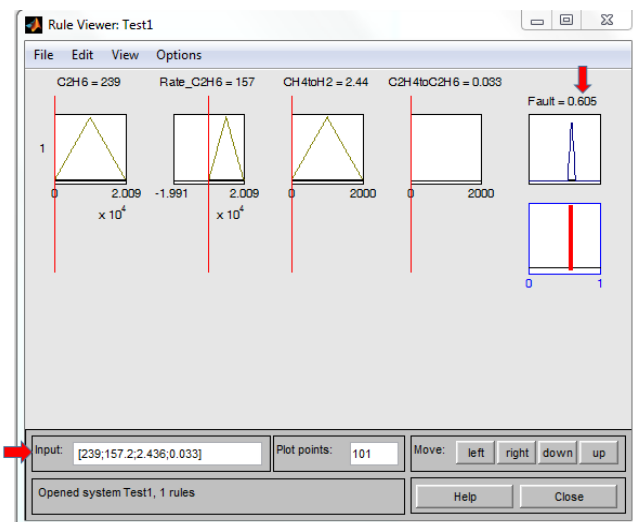 Rule Viewer: Test1
File Edit View Options
C2H6 = 239 Rate_C2H6 = 157 CH4toH2 = 2.44 C2H4toC2H6 = 0.033
Fault = 0.605
1
0 2.009 -1.991 2.009 0 2000 0 2000
x 10^4 x 10^4
0 1
Input: [239;157.2;2.436;0.033] Plot points: 101 Move: left right down up
Opened system Test1, 1 rules Help Close